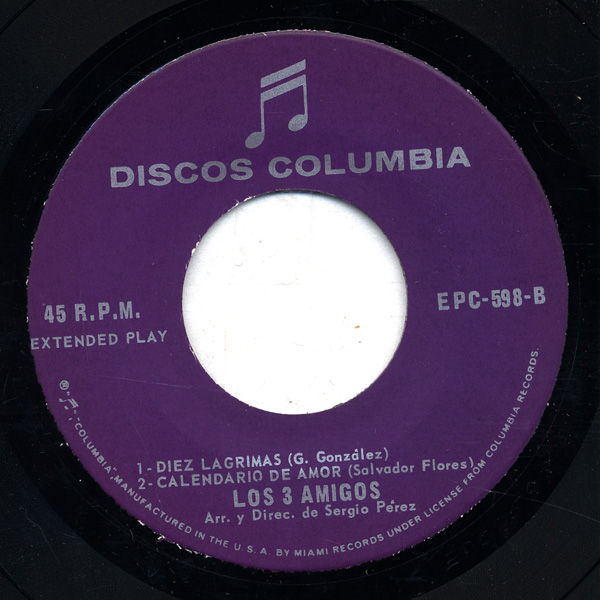 DISCOS COLUMBIA
45 R.P.M.
EXTENDED PLAY
EPC-598-B
1- DIEZ LAGRIMAS (G. González)
2- CALENDARIO DE AMOR (Salvador Flores)
LOS 3 AMIGOS
Arr. y Direc. de Sergio Pérez
®-"COLUMBIA" MANUFACTURED IN THE U.S.A. BY MIAMI RECORDS UNDER LICENSE FROM COLUMBIA RECORDS.